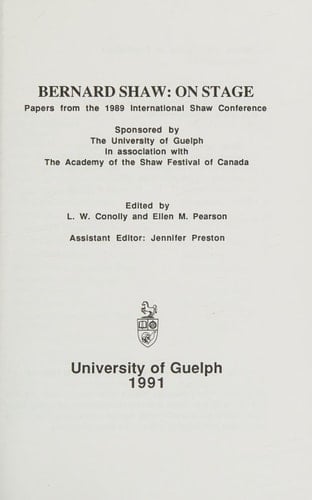 BERNARD SHAW: ON STAGE
Papers from the 1989 International Shaw Conference
Sponsored by
The University of Guelph
in association with
The Academy of the Shaw Festival of Canada
Edited by
L. W. Conolly and Ellen M. Pearson
Assistant Editor: Jennifer Preston
University of Guelph
1991